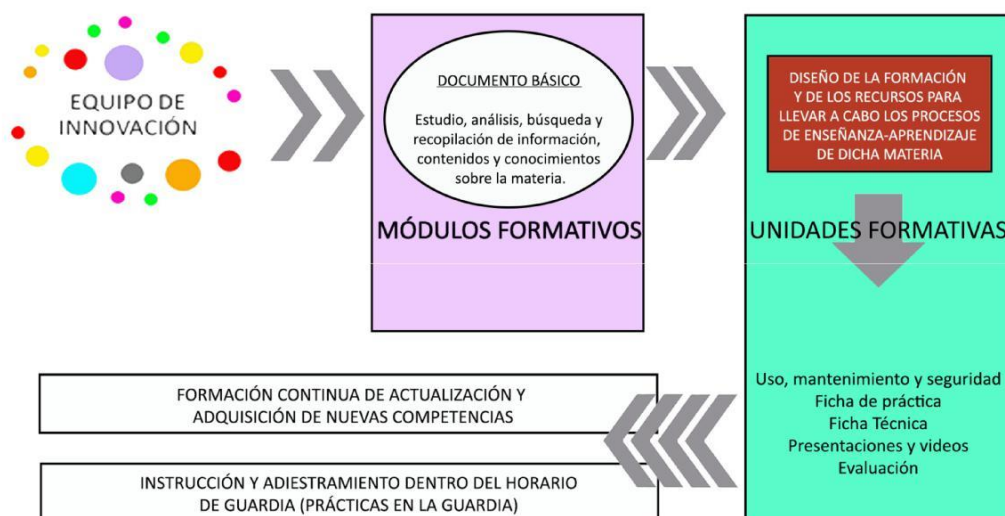 EQUIPO DE
INNOVACIÓN
DOCUMENTO BÁSICO
Estudio, análisis, búsqueda y
recopilación de información,
contenidos y conocimientos
sobre la materia.
MÓDULOS FORMATIVOS
DISEÑO DE LA FORMACIÓN
Y DE LOS RECURSOS PARA
LLEVAR A CABO LOS PROCESOS
DE ENSEÑANZA-APRENDIZAJE
DE DICHA MATERIA
UNIDADES FORMATIVAS
Uso, mantenimiento y seguridad
Ficha de práctica
Ficha Técnica
Presentaciones y videos
Evaluación
FORMACIÓN CONTINUA DE ACTUALIZACIÓN Y
ADQUISICIÓN DE NUEVAS COMPETENCIAS
INSTRUCCIÓN Y ADIESTRAMIENTO DENTRO DEL HORARIO
DE GUARDIA (PRÁCTICAS EN LA GUARDIA)